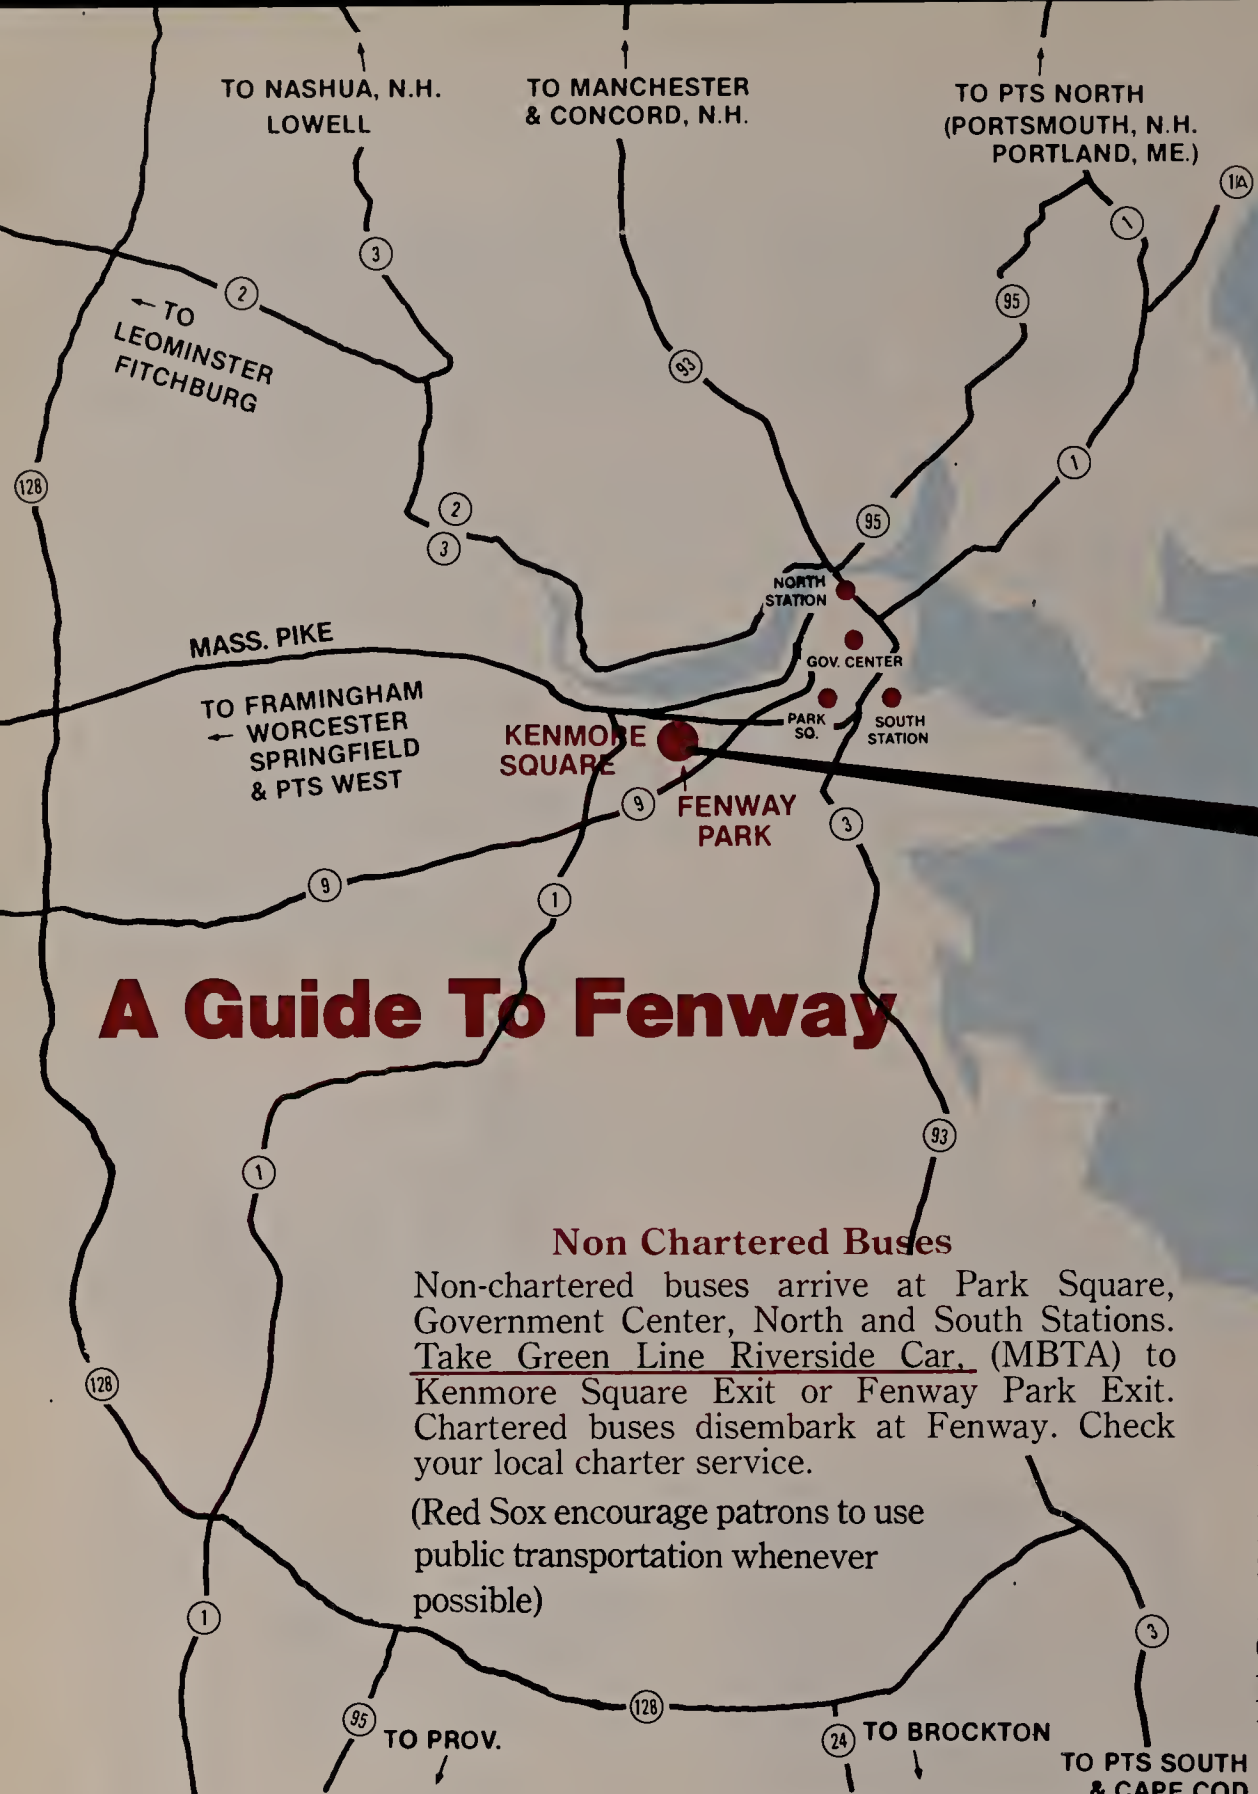 TO NASHUA, N.H.
LOWELL
TO MANCHESTER
& CONCORD, N.H.
TO PTS NORTH
(PORTSMOUTH, N.H.
PORTLAND, ME.)
1A
1
3
2
95
← TO
LEOMINSTER
FITCHBURG
93
1
128
2
3
95
NORTH
STATION
MASS. PIKE
GOV. CENTER
TO FRAMINGHAM
← WORCESTER
SPRINGFIELD
& PTS WEST
PARK
SQ.
SOUTH
STATION
KENMORE
SQUARE
9
FENWAY
PARK
3
9
1
A Guide To Fenway
93
1
Non Chartered Buses
Non-chartered buses arrive at Park Square,
Government Center, North and South Stations.
Take Green Line Riverside Car, (MBTA) to
Kenmore Square Exit or Fenway Park Exit.
Chartered buses disembark at Fenway. Check
your local charter service.
(Red Sox encourage patrons to use
public transportation whenever
possible)
128
1
3
128
95
TO PROV.
24
TO BROCKTON
TO PTS SOUTH
& CAPE COD